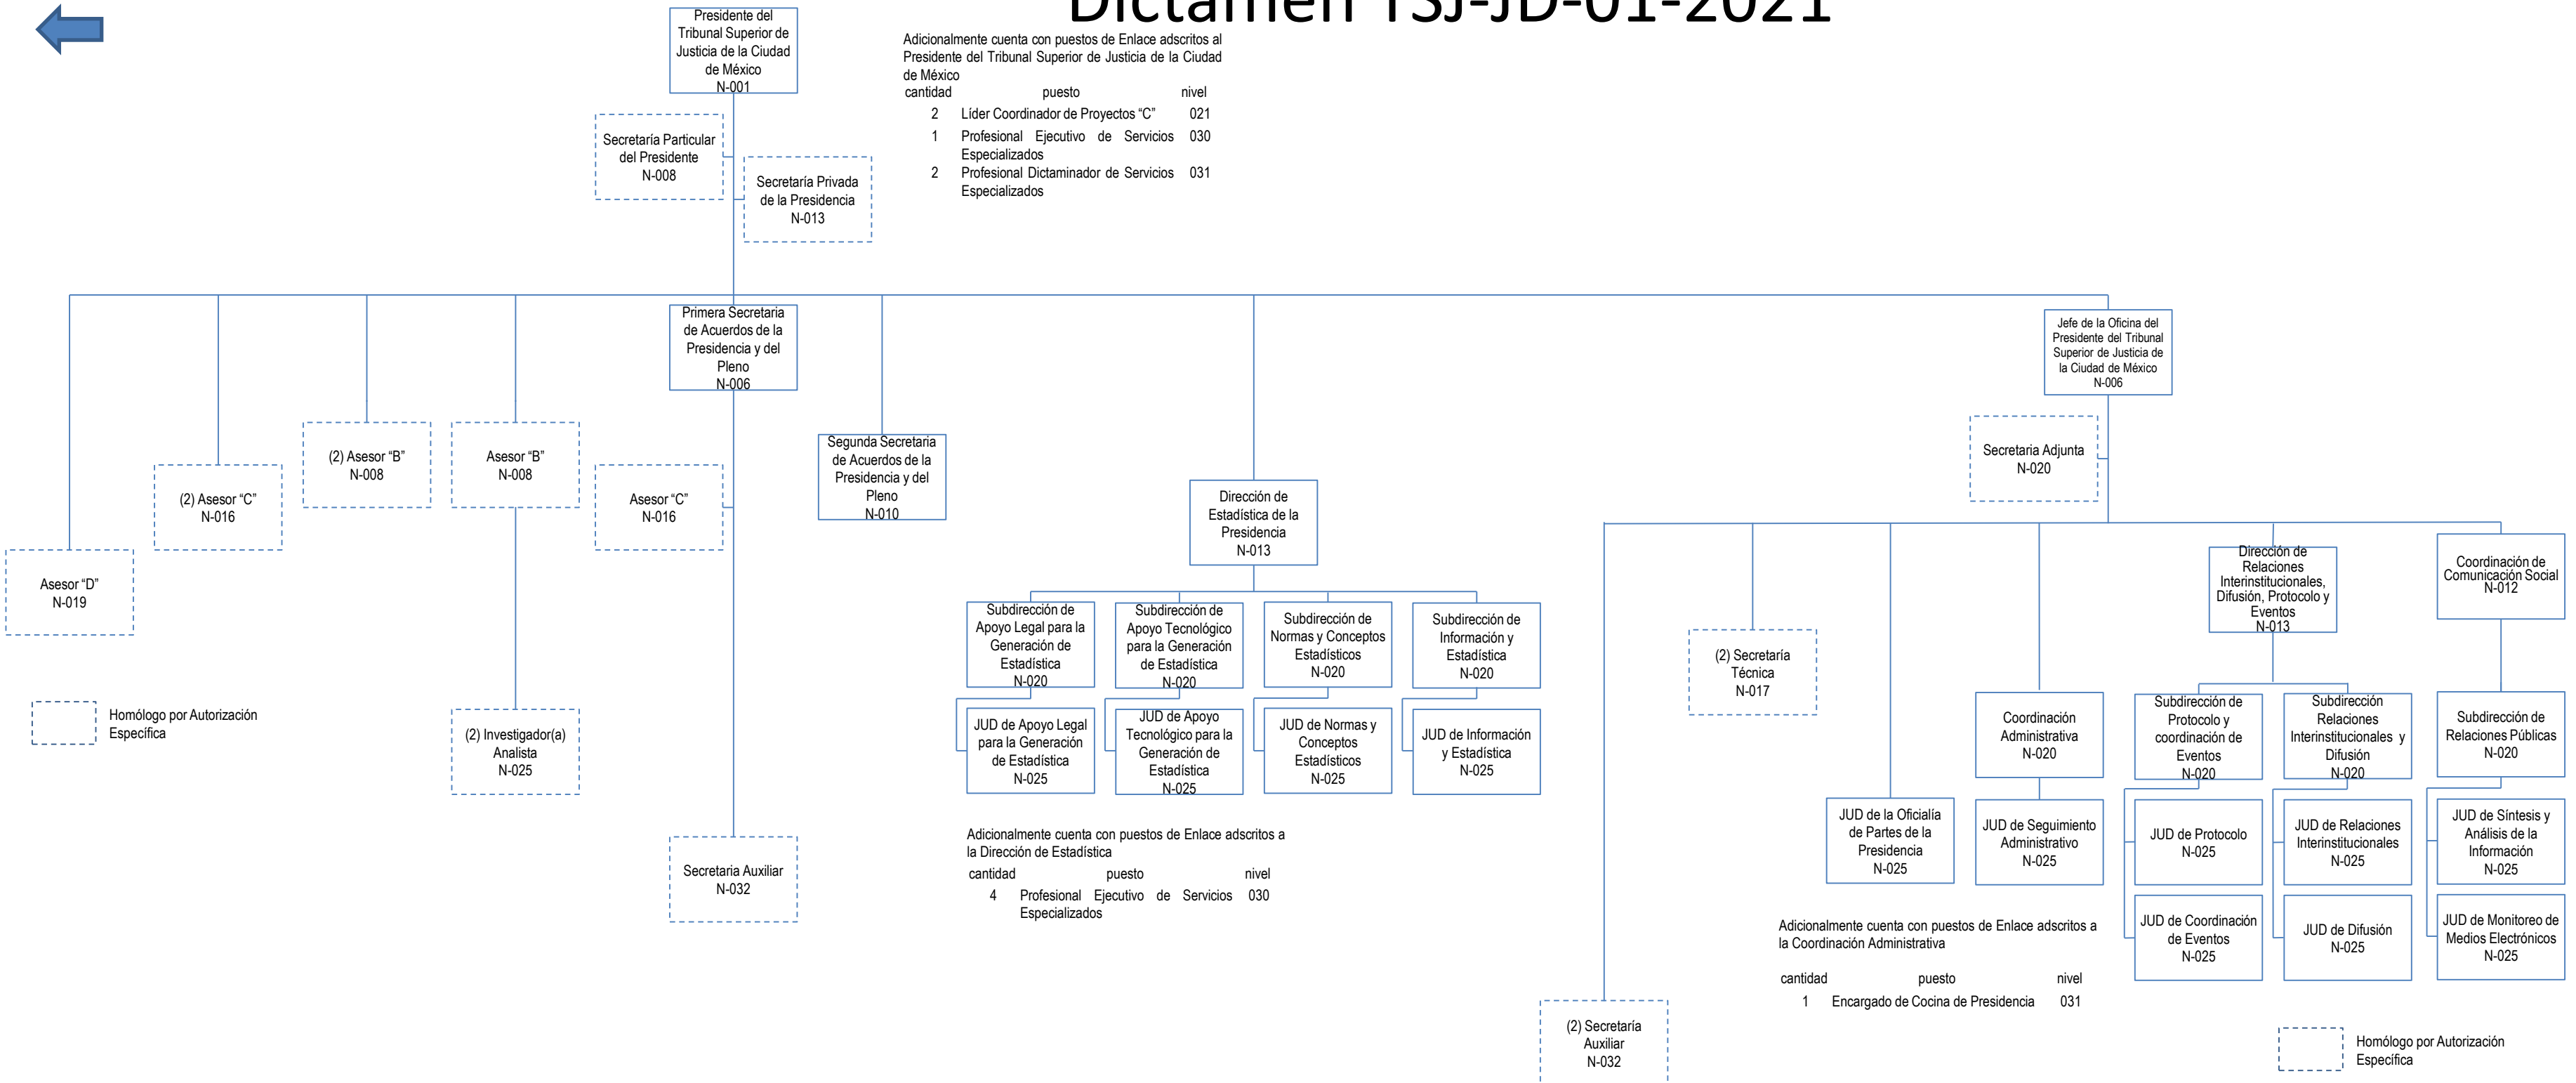 Dictamen TSJ-JD-01-2021
Presidente del
Tribunal Superior de
Justicia de la Ciudad
de México
N-001
Adicionalmente cuenta con puestos de Enlace adscritos al
Presidente del Tribunal Superior de Justicia de la Ciudad
de México
cantidad puesto nivel
2 Líder Coordinador de Proyectos “C” 021
1 Profesional Ejecutivo de Servicios 030
Especializados
2 Profesional Dictaminador de Servicios 031
Especializados
Secretaría Particular
del Presidente
N-008
Secretaría Privada
de la Presidencia
N-013
Primera Secretaria
de Acuerdos de la
Presidencia y del
Pleno
N-006
Jefe de la Oficina del
Presidente del Tribunal
Superior de Justicia de
la Ciudad de México
N-006
Asesor “D”
N-019
(2) Asesor “C”
N-016
(2) Asesor “B”
N-008
Asesor “B”
N-008
Asesor “C”
N-016
Segunda Secretaria
de Acuerdos de la
Presidencia y del
Pleno
N-010
Dirección de
Estadística de la
Presidencia
N-013
Secretaria Adjunta
N-020
Dirección de
Relaciones
Interinstitucionales,
Difusión, Protocolo y
Eventos
N-013
Coordinación de
Comunicación Social
N-012
Subdirección de
Apoyo Legal para la
Generación de
Estadística
N-020
Subdirección de
Apoyo Tecnológico
para la Generación
de Estadística
N-020
Subdirección de
Normas y Conceptos
Estadísticos
N-020
Subdirección de
Información y
Estadística
N-020
(2) Secretaría
Técnica
N-017
Homólogo por Autorización
Específica
(2) Investigador(a)
Analista
N-025
JUD de Apoyo Legal
para la Generación
de Estadística
N-025
JUD de Apoyo
Tecnológico para la
Generación de
Estadística
N-025
JUD de Normas y
Conceptos
Estadísticos
N-025
JUD de Información
y Estadística
N-025
Coordinación
Administrativa
N-020
Subdirección de
Protocolo y
coordinación de
Eventos
N-020
Subdirección
Relaciones
Interinstitucionales y
Difusión
N-020
Subdirección de
Relaciones Públicas
N-020
Secretaria Auxiliar
N-032
Adicionalmente cuenta con puestos de Enlace adscritos a
la Dirección de Estadística
cantidad puesto nivel
4 Profesional Ejecutivo de Servicios 030
Especializados
JUD de la Oficialía
de Partes de la
Presidencia
N-025
JUD de Seguimiento
Administrativo
N-025
JUD de Protocolo
N-025
JUD de Relaciones
Interinstitucionales
N-025
JUD de Síntesis y
Análisis de la
Información
N-025
JUD de Coordinación
de Eventos
N-025
JUD de Difusión
N-025
JUD de Monitoreo de
Medios Electrónicos
N-025
Adicionalmente cuenta con puestos de Enlace adscritos a
la Coordinación Administrativa
cantidad puesto nivel
1 Encargado de Cocina de Presidencia 031
(2) Secretaría
Auxiliar
N-032
Homólogo por Autorización
Específica